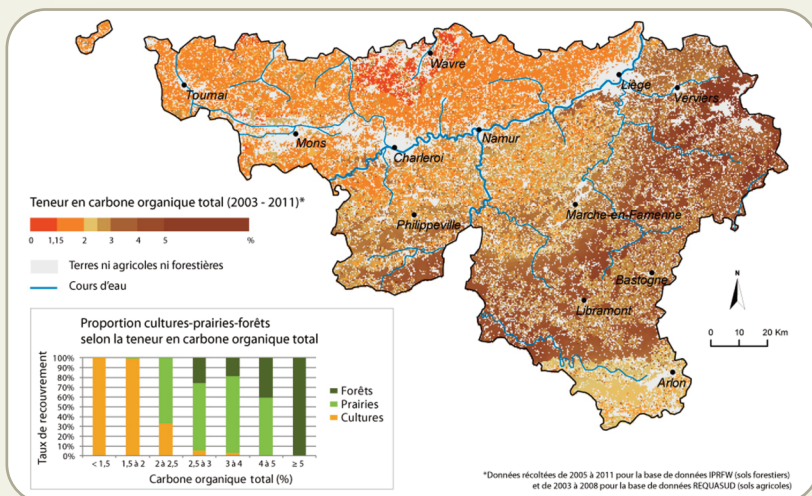 Wavre
Liège
Tournai
Verviers
Mons
Namur
Charleroi
Teneur en carbone organique total (2003 - 2011)*
0 1,15 2 3 4 5 %
Philippeville
Marche-en-Famenne
Terres ni agricoles ni forestières
Cours d'eau
Bastogne
N
Libramont
0 10 20 Km
Arlon
Proportion cultures-prairies-forêts
selon la teneur en carbone organique total
Taux de recouvrement
100%
90%
80%
70%
60%
50%
40%
30%
20%
10%
0%
Forêts
Prairies
Cultures
< 1,5 1,5 à 2 2 à 2,5 2,5 à 3 3 à 4 4 à 5 ≥ 5
Carbone organique total (%)
*Données récoltées de 2005 à 2011 pour la base de données IPRFW (sols forestiers)
et de 2003 à 2008 pour la base de données REQUASUD (sols agricoles)